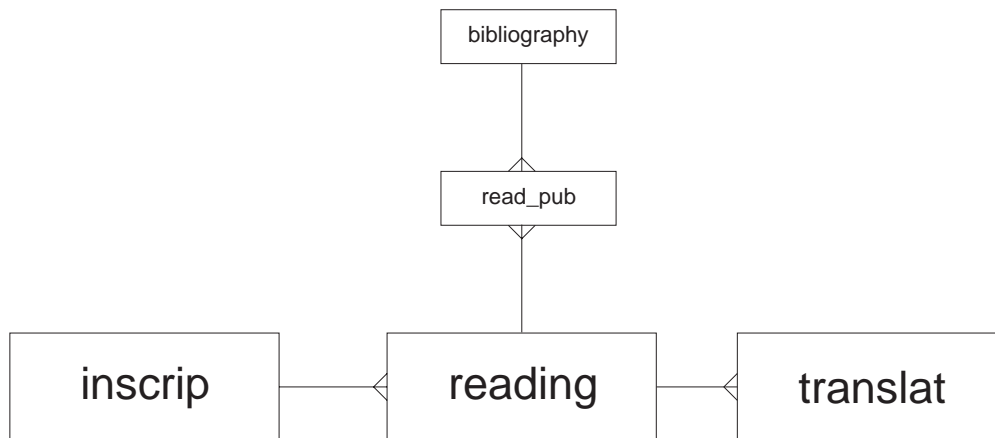 bibliography
read_pub
inscrip
reading
translat